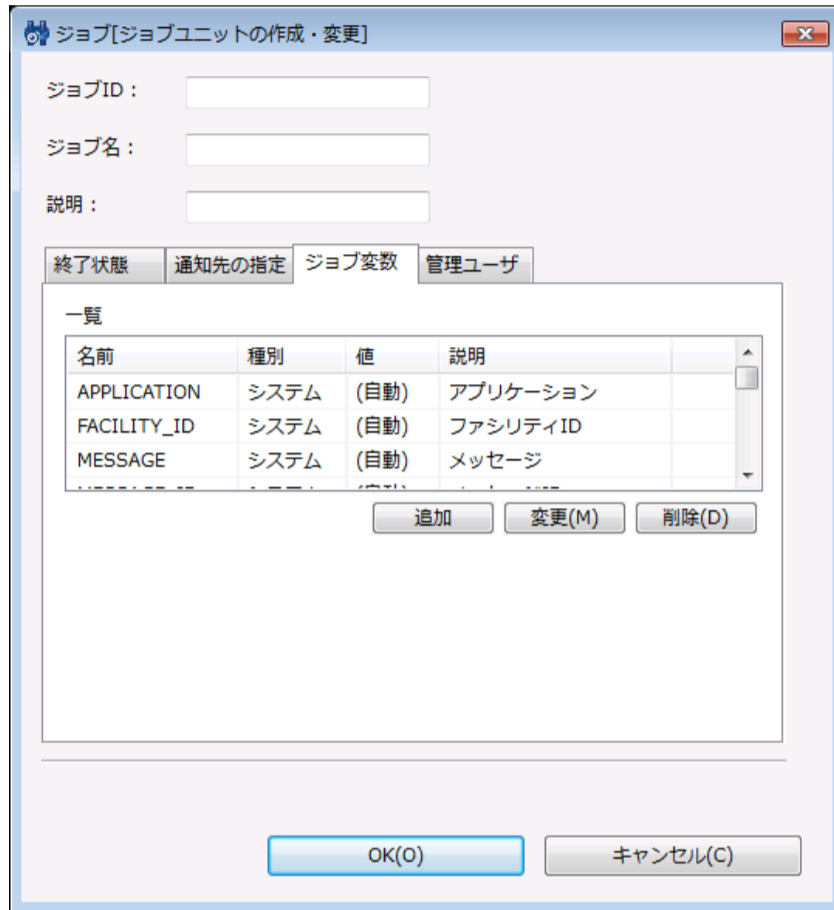 ジョブ[ジョブユニットの作成・変更]
ジョブID：
ジョブ名：
説明：
終了状態 通知先の指定 ジョブ変数 管理ユーザ
一覧
名前 種別 値 説明
APPLICATION システム (自動) アプリケーション
FACILITY_ID システム (自動) ファシリティID
MESSAGE システム (自動) メッセージ
追加 変更(M) 削除(D)
OK(O) キャンセル(C)